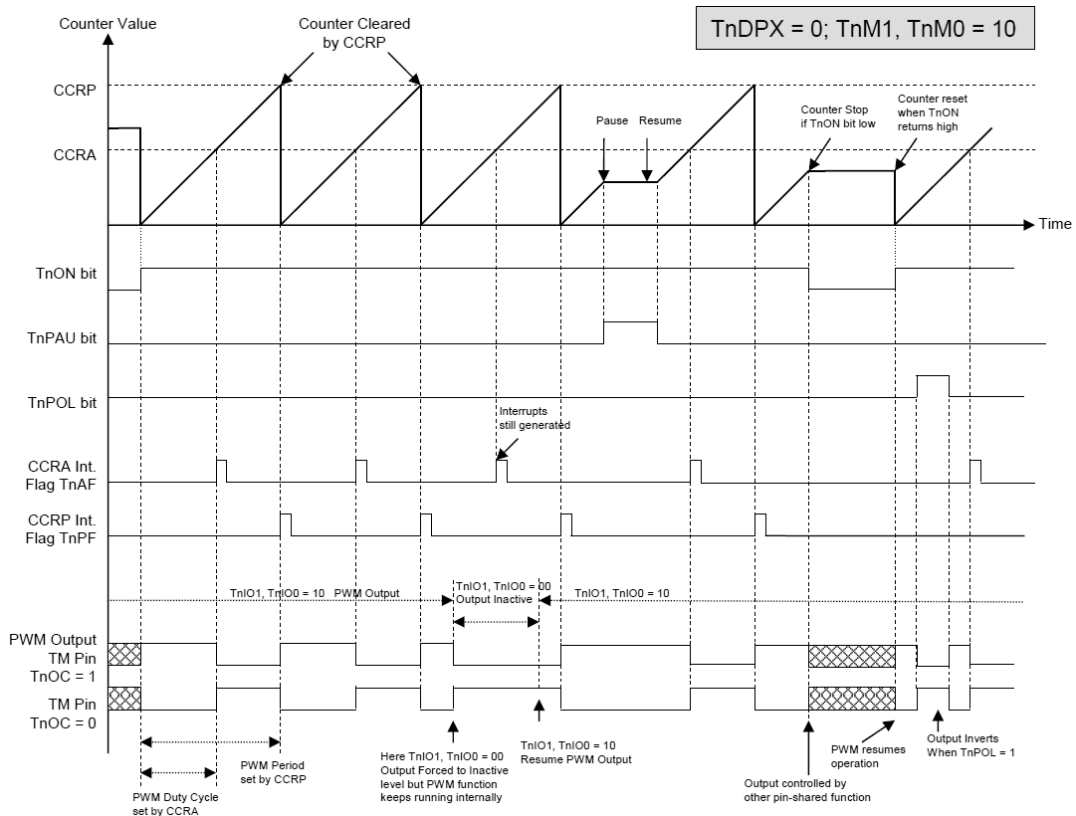 TnDPX = 0; TnM1, TnM0 = 10
Counter Value
Counter Cleared
by CCRP
CCRP
CCRA
Pause
Resume
Counter Stop
if TnON bit low
Counter reset
when TnON
returns high
Time
TnON bit
TnPAU bit
TnPOL bit
Interrupts
still generated
CCRA Int.
Flag TnAF
CCRP Int.
Flag TnPF
TnIO1, TnIO0 = 10 PWM Output
TnIO1, TnIO0 = 00
Output Inactive
TnIO1, TnIO0 = 10
PWM Output
TM Pin
TnOC = 1
TM Pin
TnOC = 0
PWM Period
set by CCRP
PWM Duty Cycle
set by CCRA
Here TnIO1, TnIO0 = 00
Output Forced to Inactive
level but PWM function
keeps running internally
TnIO1, TnIO0 = 10
Resume PWM Output
Output controlled by
other pin-shared function
PWM resumes
operation
Output Inverts
When TnPOL = 1